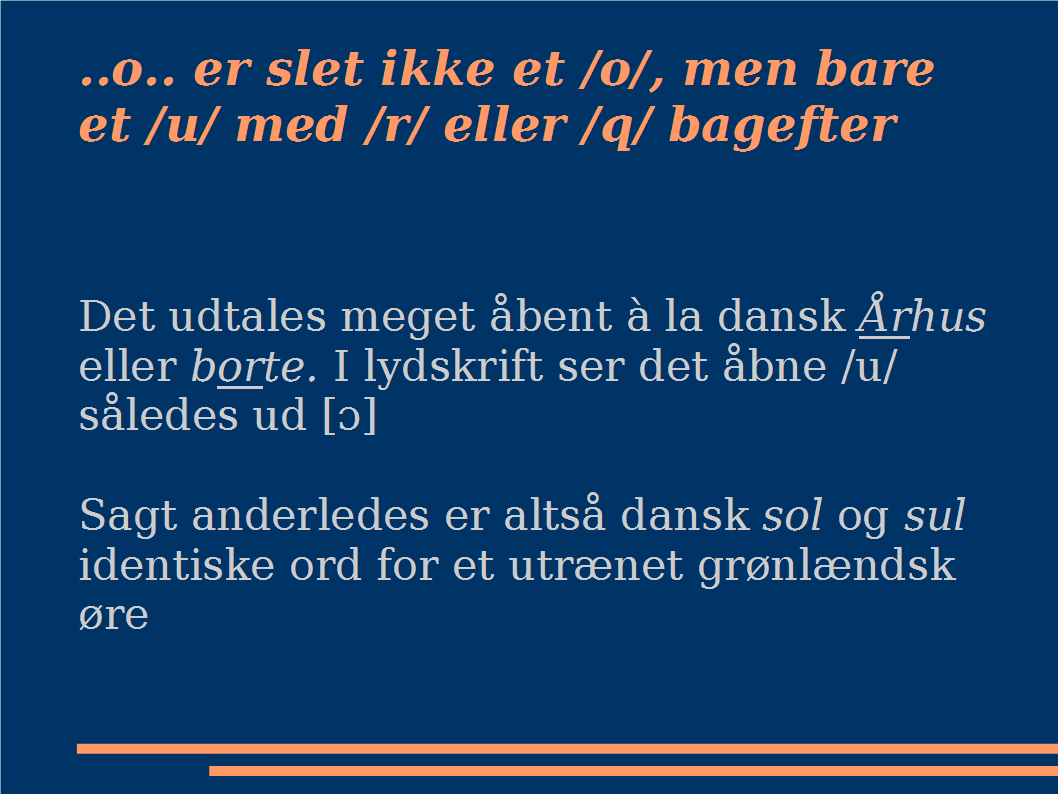 ..o.. er slet ikke et /o/, men bare
et /u/ med /r/ eller /q/ bagefter
Det udtales meget åbent à la dansk Århus
eller borte. I lydskrift ser det åbne /u/
således ud [ɔ]
Sagt anderledes er altså dansk sol og sul
identiske ord for et utrænet grønlændsk
øre